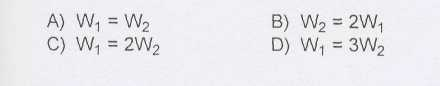 A) W₁ = W₂ B) W₂ = 2W₁
C) W₁ = 2W₂ D) W₁ = 3W₂